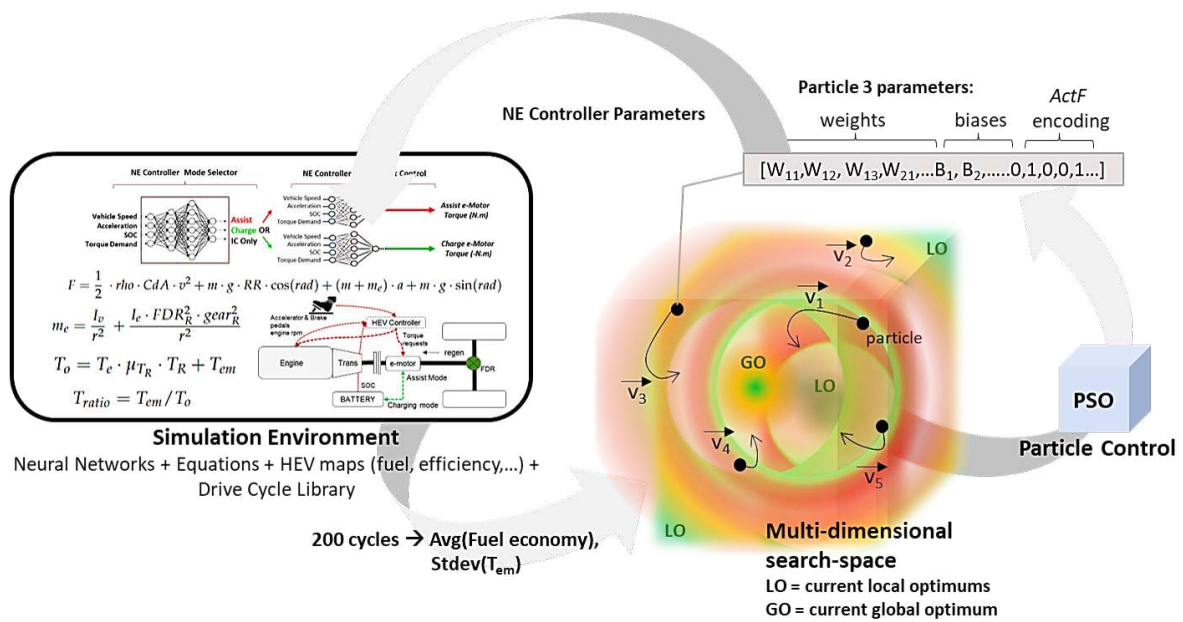 Particle 3 parameters:
ActF
NE Controller Parameters
weights
biases
encoding
[W11,W12, W13,W21,...B1, B2,.....0,1,0,0,1...]
NE Controller Mode Selector
NE Controller
Control
Vehicle Speed
Acceleration
SOC
Torque Demand
Assist
Charge OR
IC Only
Vehicle Speed
Acceleration
SOC
Torque Demand
Assist e-Motor
Torque (N.m)
Vehicle Speed
Acceleration
SOC
Torque Demand
Charge e-Motor
Torque (-N.m)
F = 1/2 · rho · CdA · v² + m · g · RR · cos(rad) + (m + me) · a + m · g · sin(rad)
me = Iv/r² + Ie · FDR²R · gear²R/r²
To = Te · μTR · TR + Tem
Tratio = Tem/To
Accelerator & Brake
pedals
engine rpm
HEV Controller
Torque
requests
regen
Engine
Trans
e-motor
FDR
Assist Mode
SOC
BATTERY
Charging mode
Simulation Environment
Neural Networks + Equations + HEV maps (fuel, efficiency,...) +
Drive Cycle Library
200 cycles → Avg(Fuel economy),
Stdev(Tem)
LO
v2
v1
particle
GO
LO
v3
v4
v5
LO
PSO
Particle Control
Multi-dimensional
search-space
LO = current local optimums
GO = current global optimum